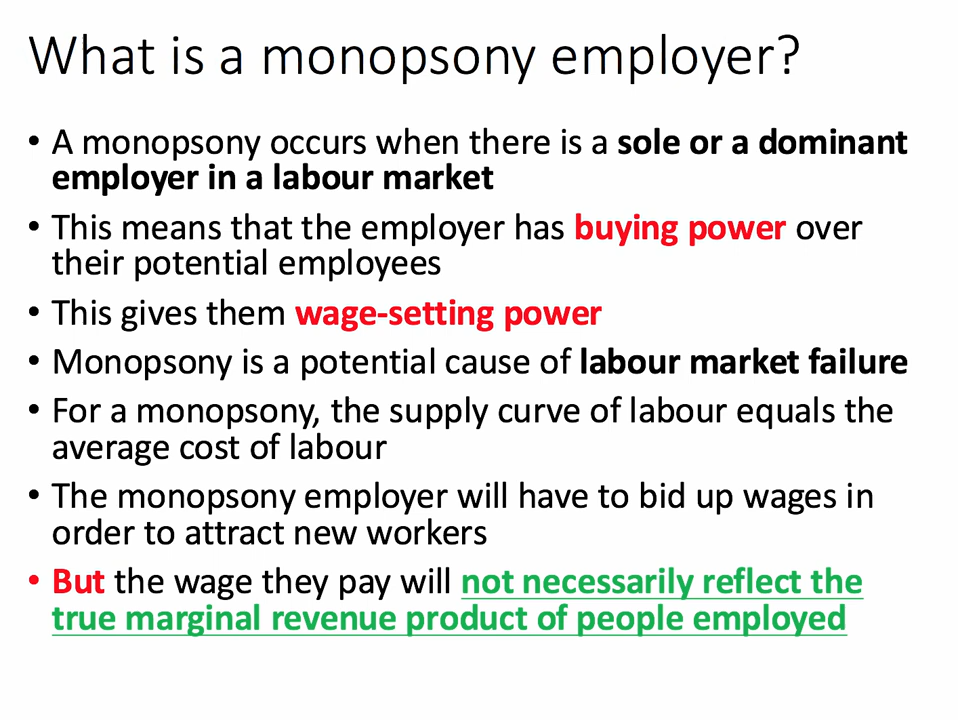 What is a monopsony employer?
• A monopsony occurs when there is a sole or a dominant
employer in a labour market
• This means that the employer has buying power over
their potential employees
• This gives them wage-setting power
• Monopsony is a potential cause of labour market failure
• For a monopsony, the supply curve of labour equals the
average cost of labour
• The monopsony employer will have to bid up wages in
order to attract new workers
• But the wage they pay will not necessarily reflect the
true marginal revenue product of people employed